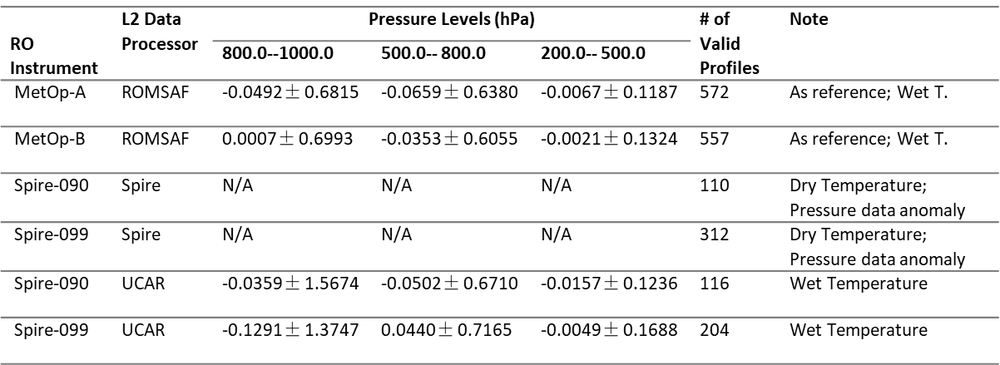 RO Instrument L2 Data Processor Pressure Levels (hPa) # of Valid Profiles Note
800.0--1000.0 500.0-- 800.0 200.0-- 500.0
MetOp-A ROMSAF -0.0492± 0.6815 -0.0659± 0.6380 -0.0067± 0.1187 572 As reference; Wet T.
MetOp-B ROMSAF 0.0007± 0.6993 -0.0353± 0.6055 -0.0021± 0.1324 557 As reference; Wet T.
Spire-090 Spire N/A N/A N/A 110 Dry Temperature;
Pressure data anomaly
Spire-099 Spire N/A N/A N/A 312 Dry Temperature;
Pressure data anomaly
Spire-090 UCAR -0.0359± 1.5674 -0.0502± 0.6710 -0.0157± 0.1236 116 Wet Temperature
Spire-099 UCAR -0.1291± 1.3747 0.0440± 0.7165 -0.0049± 0.1688 204 Wet Temperature